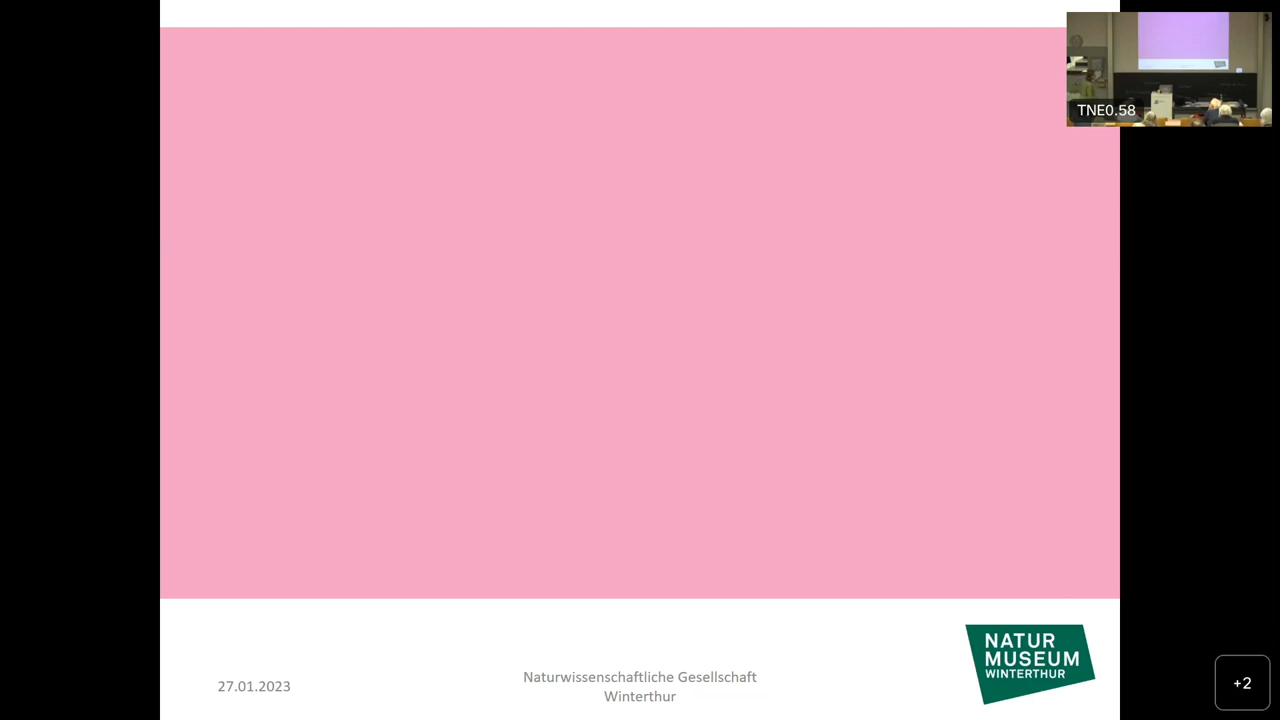 TNE0.58
27.01.2023
Naturwissenschaftliche Gesellschaft
Winterthur
NATUR
MUSEUM
WINTERTHUR
+2